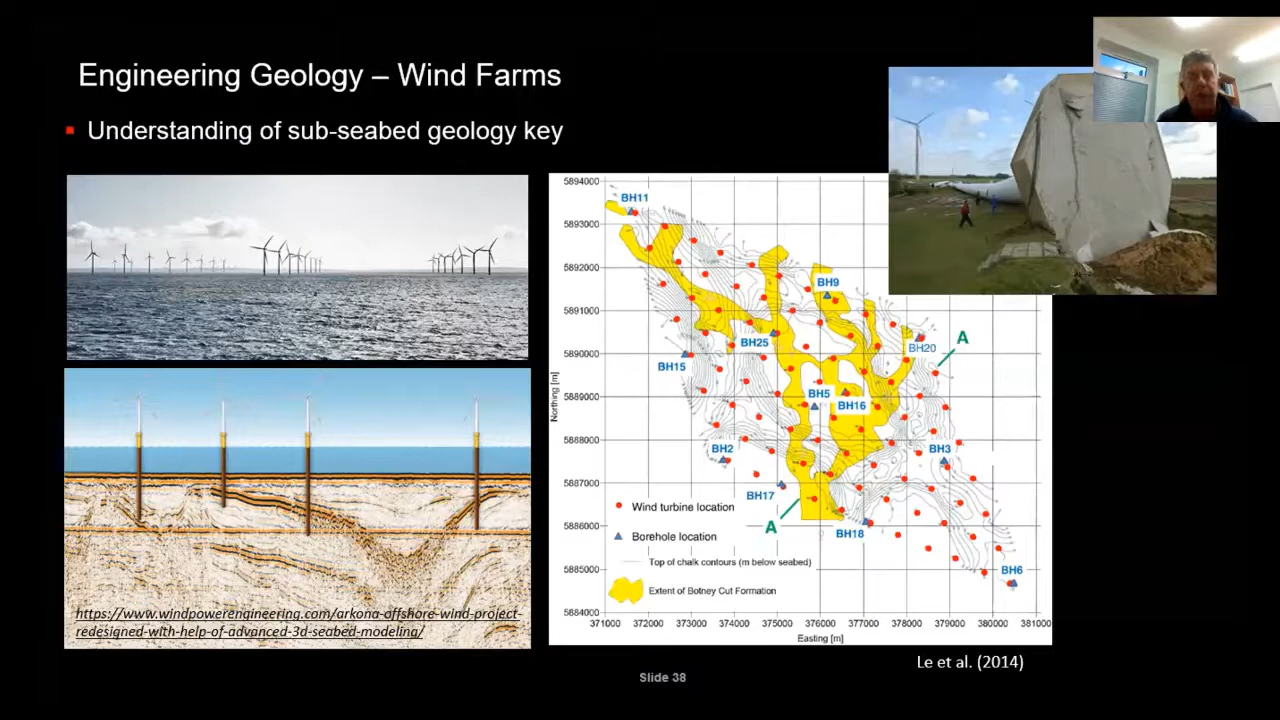 Engineering Geology – Wind Farms
Understanding of sub-seabed geology key
https://www.windpowerengineering.com/arkona-offshore-wind-project-
redesigned-with-help-of-advanced-3d-seabed-modeling/
5894000
5893000
5892000
5891000
5890000
5889000
5888000
5887000
5886000
5885000
5884000
Northing [m]
BH11
BH9
BH25
BH20
A
BH15
BH5
BH16
BH2
BH3
BH17
A
BH18
BH6
Wind turbine location
Borehole location
Top of chalk contours (m below seabed)
Extent of Botney Cut Formation
371000 372000 373000 374000 375000 376000 377000 378000 379000 380000 381000
Easting [m]
Le et al. (2014)
Slide 38